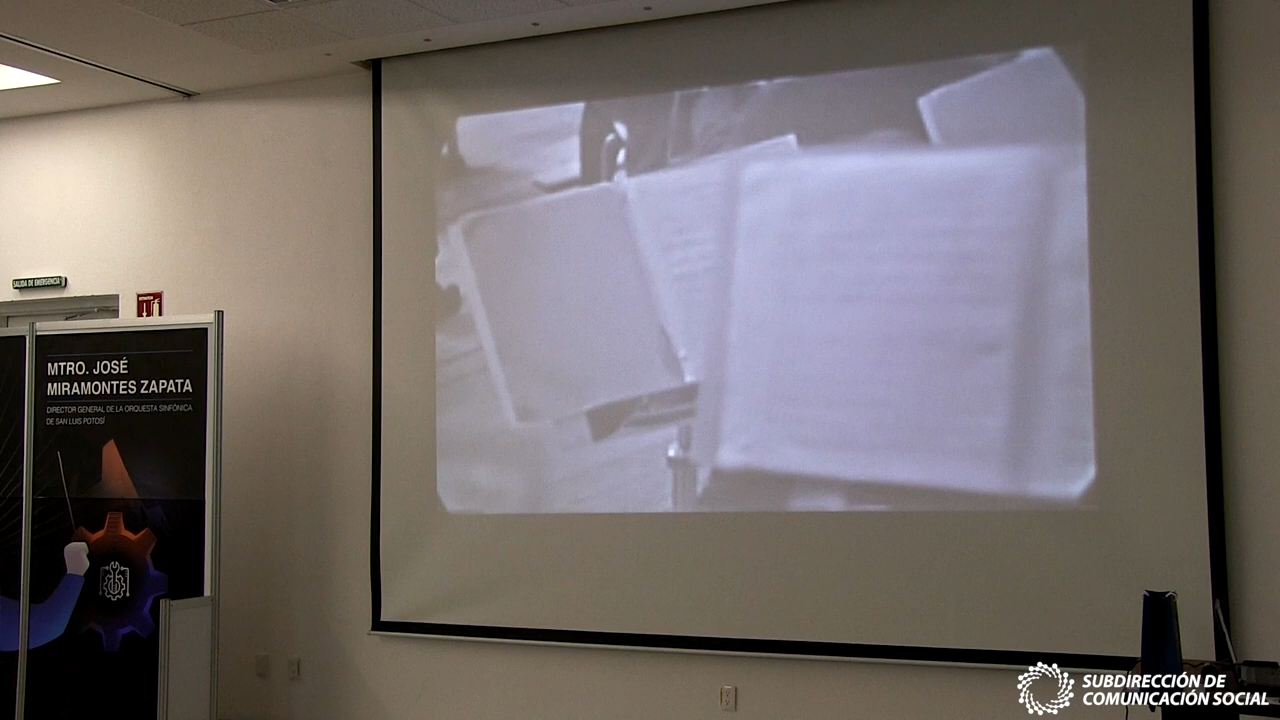 SALIDA DE EMERGENCIA
MTRO. JOSÉ
MIRAMONTES ZAPATA
DIRECTOR GENERAL DE LA ORQUESTA SINFÓNICA
DE SAN LUIS POTOSÍ
SUBDIRECCIÓN DE
COMUNICACIÓN SOCIAL